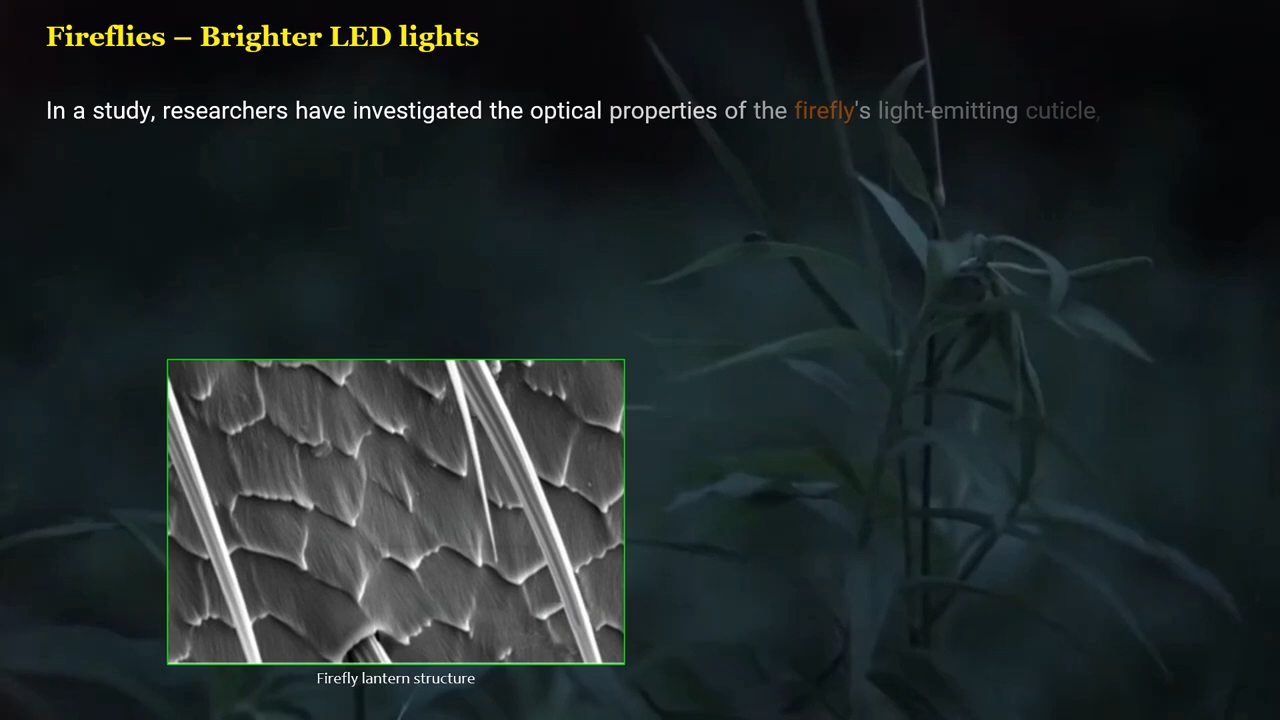 Fireflies – Brighter LED lights
In a study, researchers have investigated the optical properties of the firefly's light-emitting cuticle,
Firefly lantern structure